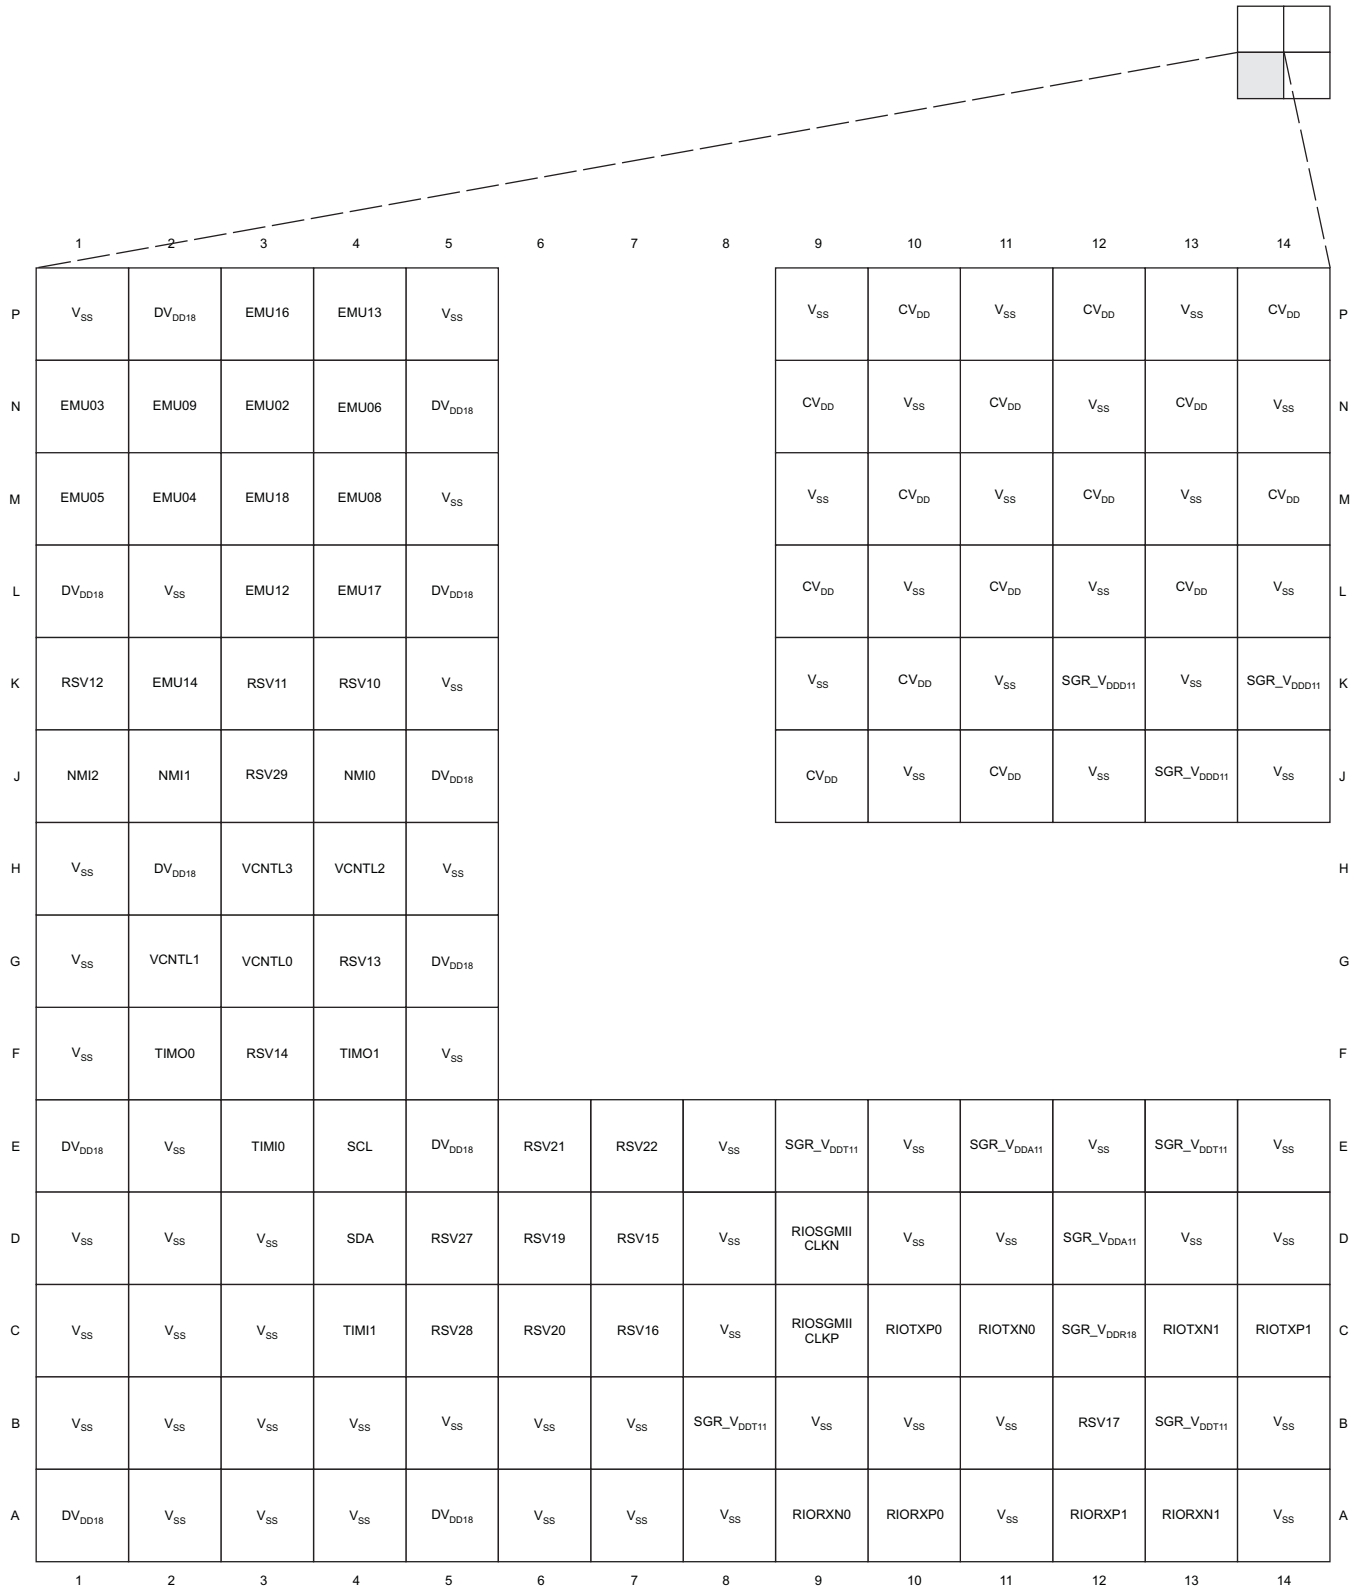 1 2 3 4 5 6 7 8 9 10 11 12 13 14
P VSS DVDD18 EMU16 EMU13 VSS VSS CVDD VSS CVDD VSS CVDD P
N EMU03 EMU09 EMU02 EMU06 DVDD18 CVDD VSS CVDD VSS CVDD VSS N
M EMU05 EMU04 EMU18 EMU08 VSS VSS CVDD VSS CVDD VSS CVDD M
L DVDD18 VSS EMU12 EMU17 DVDD18 CVDD VSS CVDD VSS CVDD VSS L
K RSV12 EMU14 RSV11 RSV10 VSS VSS CVDD VSS SGR_VDDD11 VSS SGR_VDDD11 K
J NMI2 NMI1 RSV29 NMI0 DVDD18 CVDD VSS CVDD VSS SGR_VDDD11 VSS J
H VSS DVDD18 VCNTL3 VCNTL2 VSS H
G VSS VCNTL1 VCNTL0 RSV13 DVDD18 G
F VSS TIMO0 RSV14 TIMO1 VSS F
E DVDD18 VSS TIMI0 SCL DVDD18 RSV21 RSV22 VSS SGR_VDDT11 VSS SGR_VDDA11 VSS SGR_VDDT11 VSS E
D VSS VSS VSS SDA RSV27 RSV19 RSV15 VSS RIOSGMII CLKN VSS VSS SGR_VDDA11 VSS VSS D
C VSS VSS VSS TIMI1 RSV28 RSV20 RSV16 VSS RIOSGMII CLKP RIOTXP0 RIOTXN0 SGR_VDDR18 RIOTXN1 RIOTXP1 C
B VSS VSS VSS VSS VSS VSS VSS SGR_VDDT11 VSS VSS VSS RSV17 SGR_VDDT11 VSS B
A DVDD18 VSS VSS VSS DVDD18 VSS VSS VSS RIORXN0 RIORXP0 VSS RIORXP1 RIORXN1 VSS A
1 2 3 4 5 6 7 8 9 10 11 12 13 14